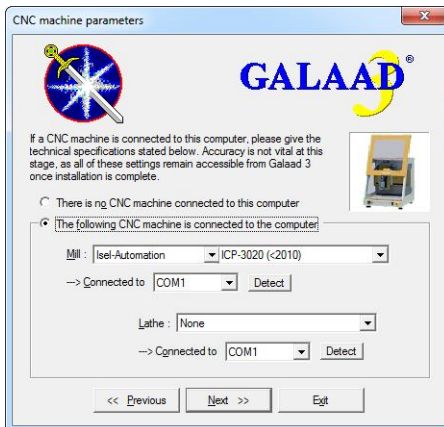 CNC machine parameters
GALAAD 3 ®
If a CNC machine is connected to this computer, please give the
technical specifications stated below. Accuracy is not vital at this
stage, as all of these settings remain accessible from Galaad 3
once installation is complete.
There is no CNC machine connected to this computer
The following CNC machine is connected to the computer
Mill : Isel-Automation ICP-3020 (<2010)
--> Connected to COM1 Detect
Lathe : None
--> Connected to COM1 Detect
<< Previous Next >> Exit